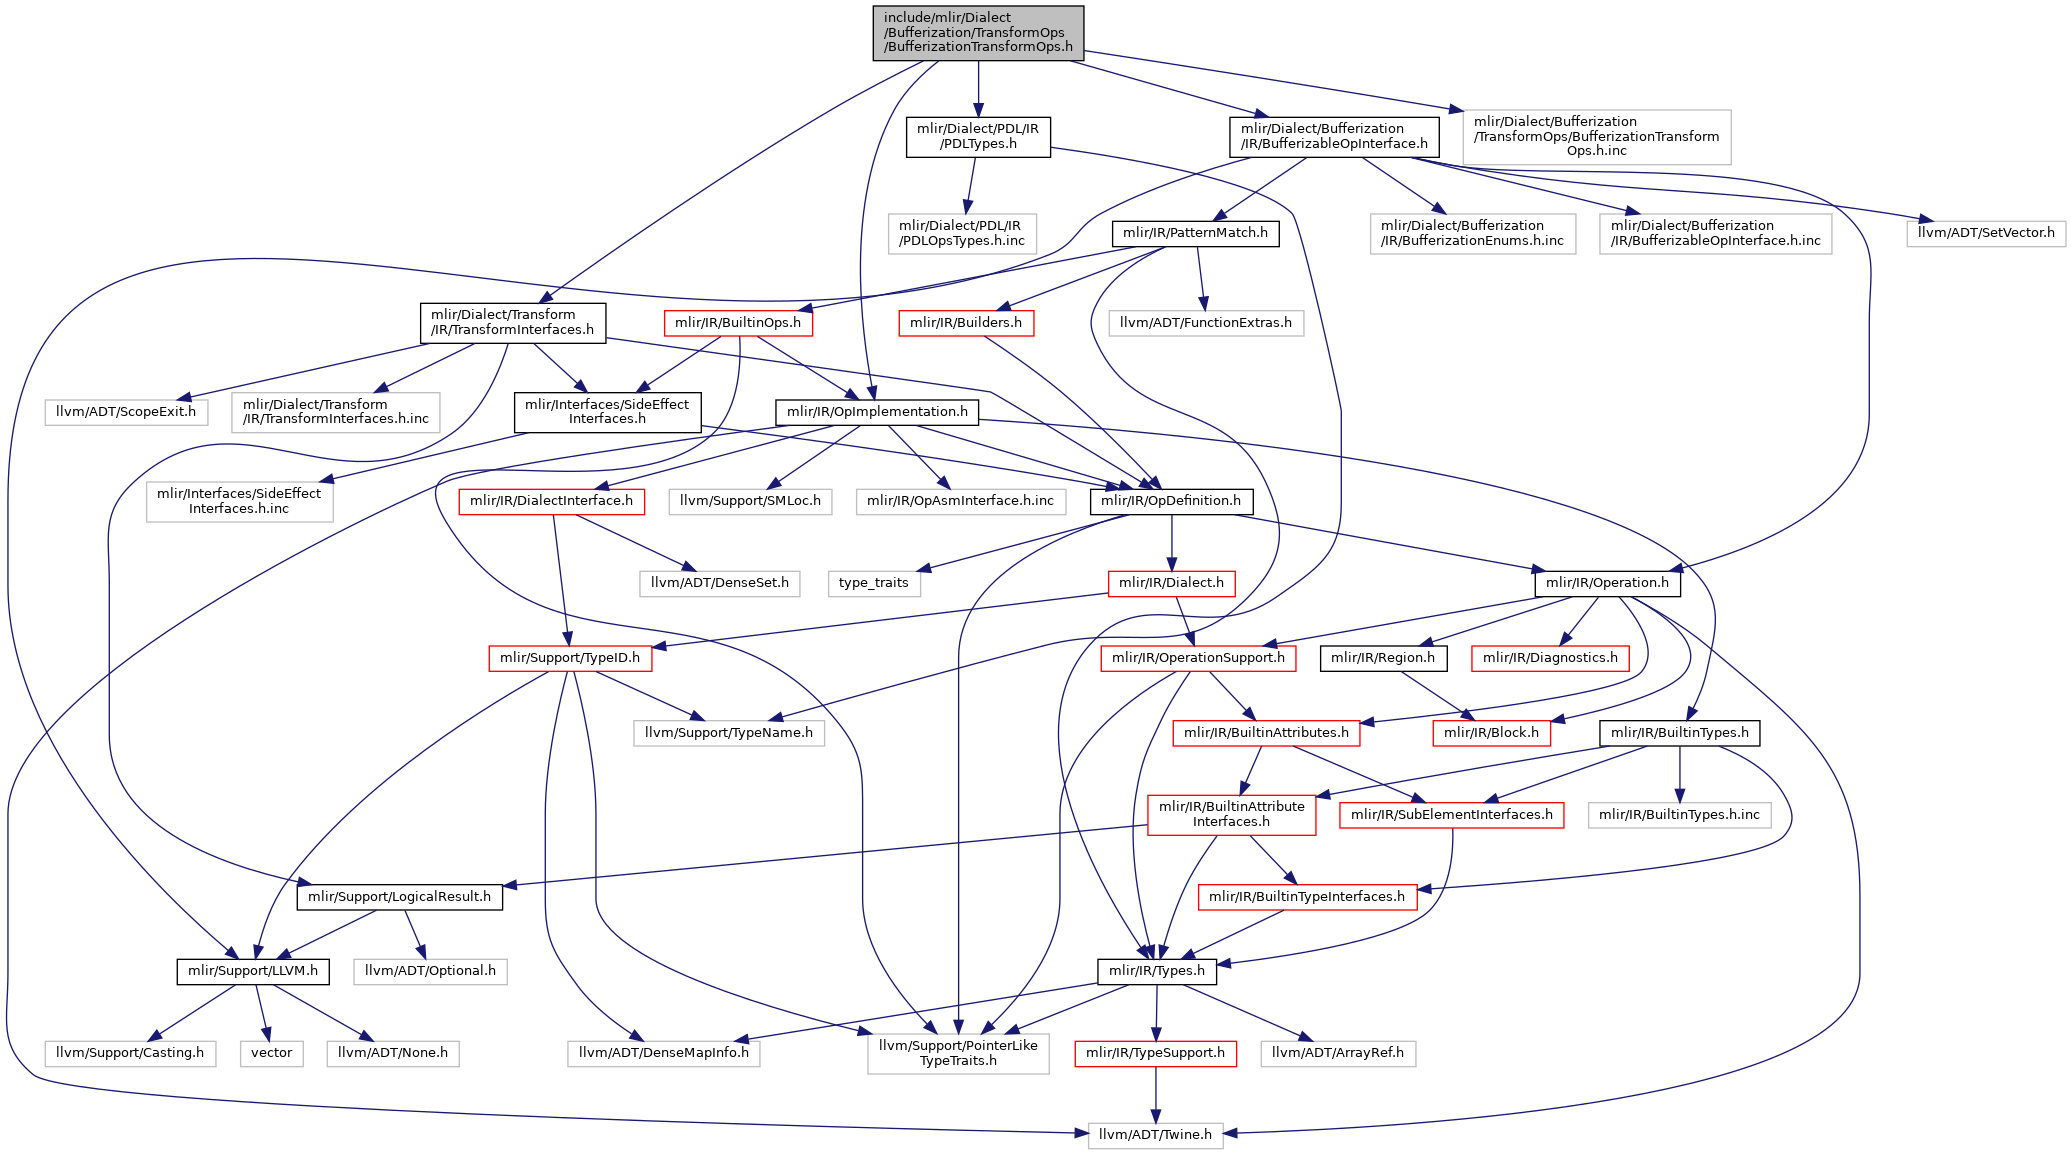 include/mlir/Dialect
/Bufferization/TransformOps
/BufferizationTransformOps.h
mlir/Dialect/PDL/IR
/PDLTypes.h
mlir/Dialect/Bufferization
/IR/BufferizableOpInterface.h
mlir/Dialect/Bufferization
/TransformOps/BufferizationTransform
Ops.h.inc
mlir/Dialect/PDL/IR
/PDLOpsTypes.h.inc
mlir/IR/PatternMatch.h
mlir/Dialect/Bufferization
/IR/BufferizationEnums.h.inc
mlir/Dialect/Bufferization
/IR/BufferizableOpInterface.h.inc
llvm/ADT/SetVector.h
mlir/Dialect/Transform
/IR/TransformInterfaces.h
mlir/IR/BuiltinOps.h
mlir/IR/Builders.h
llvm/ADT/FunctionExtras.h
llvm/ADT/ScopeExit.h
mlir/Dialect/Transform
/IR/TransformInterfaces.h.inc
mlir/Interfaces/SideEffect
Interfaces.h
mlir/IR/OpImplementation.h
mlir/Interfaces/SideEffect
Interfaces.h.inc
mlir/IR/DialectInterface.h
llvm/Support/SMLoc.h
mlir/IR/OpAsmInterface.h.inc
mlir/IR/OpDefinition.h
llvm/ADT/DenseSet.h
type_traits
mlir/IR/Dialect.h
mlir/IR/Operation.h
mlir/Support/TypeID.h
mlir/IR/OperationSupport.h
mlir/IR/Region.h
mlir/IR/Diagnostics.h
llvm/Support/TypeName.h
mlir/IR/BuiltinAttributes.h
mlir/IR/Block.h
mlir/IR/BuiltinTypes.h
mlir/IR/BuiltinAttribute
Interfaces.h
mlir/IR/SubElementInterfaces.h
mlir/IR/BuiltinTypes.h.inc
mlir/Support/LogicalResult.h
mlir/IR/BuiltinTypeInterfaces.h
mlir/Support/LLVM.h
llvm/ADT/Optional.h
mlir/IR/Types.h
llvm/Support/Casting.h
vector
llvm/ADT/None.h
llvm/ADT/DenseMapInfo.h
llvm/Support/PointerLike
TypeTraits.h
mlir/IR/TypeSupport.h
llvm/ADT/ArrayRef.h
llvm/ADT/Twine.h